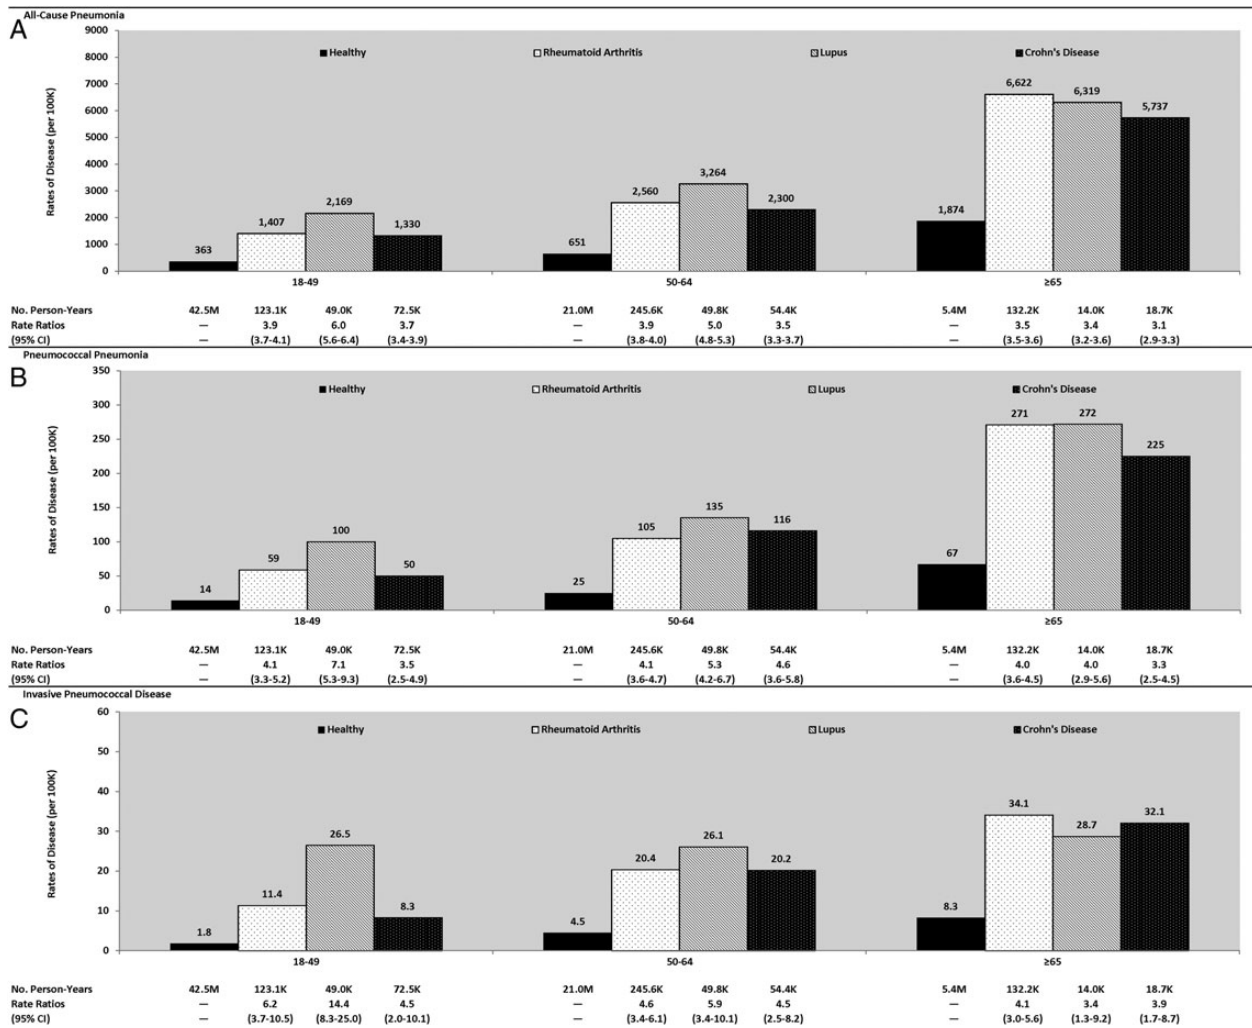 All-Cause Pneumonia
A
Rates of Disease (per 100K)
9000
8000
7000
6000
5000
4000
3000
2000
1000
0
Healthy Rheumatoid Arthritis Lupus Crohn's Disease
363 1,407 2,169 1,330 651 2,560 3,264 2,300 1,874 6,622 6,319 5,737
18-49 50-64 ≥65
No. Person-Years 42.5M 123.1K 49.0K 72.5K 21.0M 245.6K 49.8K 54.4K 5.4M 132.2K 14.0K 18.7K
Rate Ratios — 3.9 6.0 3.7 — 3.9 5.0 3.5 — 3.5 3.4 3.1
(95% CI) — (3.7-4.1) (5.6-6.4) (3.4-3.9) — (3.8-4.0) (4.8-5.3) (3.3-3.7) — (3.5-3.6) (3.2-3.6) (2.9-3.3)
Pneumococcal Pneumonia
B
Rates of Disease (per 100K)
350
300
250
200
150
100
50
0
Healthy Rheumatoid Arthritis Lupus Crohn's Disease
14 59 100 50 25 105 135 116 67 271 272 225
18-49 50-64 ≥65
No. Person-Years 42.5M 123.1K 49.0K 72.5K 21.0M 245.6K 49.8K 54.4K 5.4M 132.2K 14.0K 18.7K
Rate Ratios — 4.1 7.1 3.5 — 4.1 5.3 4.6 — 4.0 4.0 3.3
(95% CI) — (3.3-5.2) (5.3-9.3) (2.5-4.9) — (3.6-4.7) (4.2-6.7) (3.6-5.8) — (3.6-4.5) (2.9-5.6) (2.5-4.5)
Invasive Pneumococcal Disease
C
Rates of Disease (per 100K)
60
50
40
30
20
10
0
Healthy Rheumatoid Arthritis Lupus Crohn's Disease
1.8 11.4 26.5 8.3 4.5 20.4 26.1 20.2 8.3 34.1 28.7 32.1
18-49 50-64 ≥65
No. Person-Years 42.5M 123.1K 49.0K 72.5K 21.0M 245.6K 49.8K 54.4K 5.4M 132.2K 14.0K 18.7K
Rate Ratios — 6.2 14.4 4.5 — 4.6 5.9 4.5 — 4.1 3.4 3.9
(95% CI) — (3.7-10.5) (8.3-25.0) (2.0-10.1) — (3.4-6.1) (3.4-10.1) (2.5-8.2) — (3.0-5.6) (1.3-9.2) (1.7-8.7)